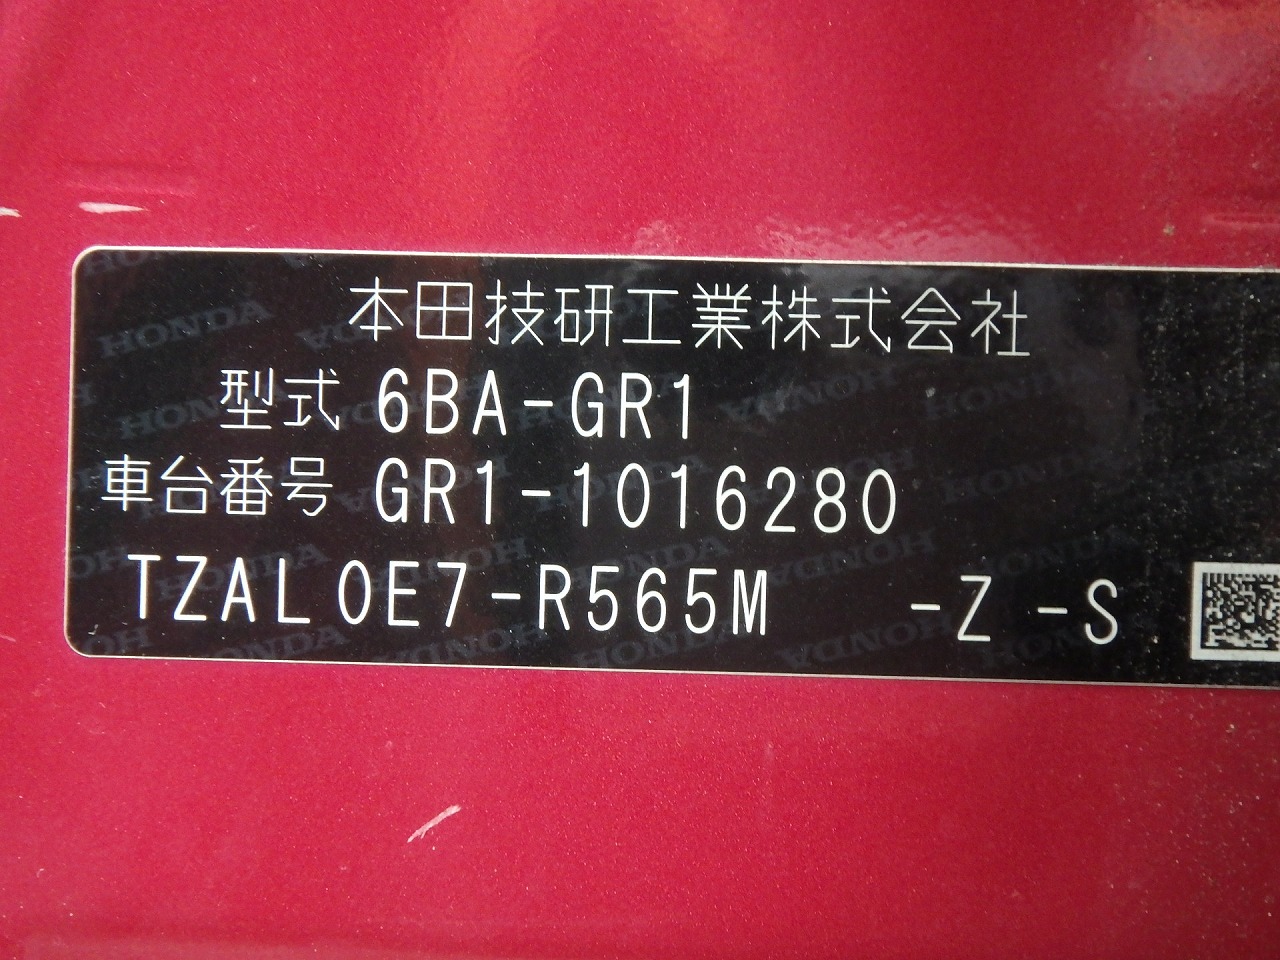 本田技研工業株式会社
型式 6BA-GR1
車台番号 GR1-1016280
TZAL0E7-R565M -Z -S